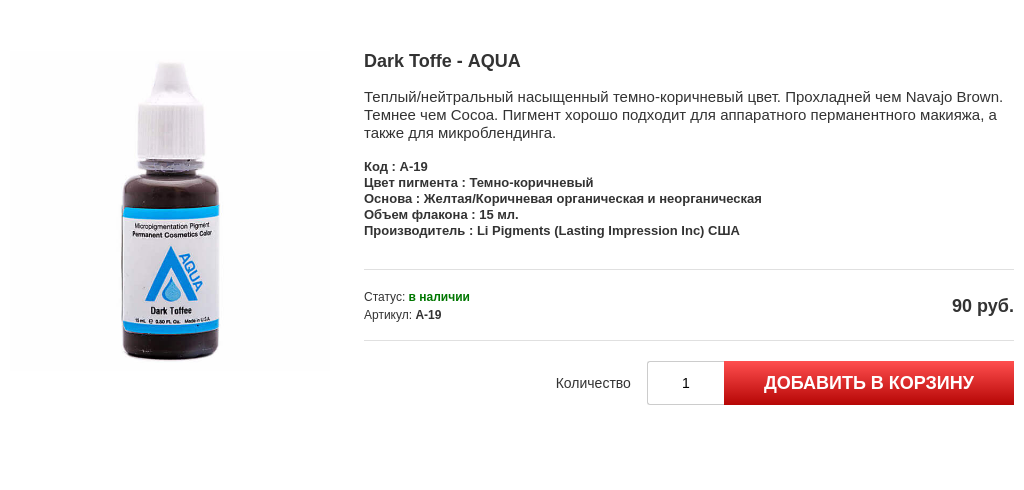 Dark Toffe - AQUA
Теплый/нейтральный насыщенный темно-коричневый цвет. Прохладней чем Navajo Brown.
Темнее чем Cocoa. Пигмент хорошо подходит для аппаратного перманентного макияжа, а
также для микроблендинга.
Код : A-19
Цвет пигмента : Темно-коричневый
Основа : Желтая/Коричневая органическая и неорганическая
Объем флакона : 15 мл.
Производитель : Li Pigments (Lasting Impression Inc) США
Статус: в наличии
Артикул: A-19
90 руб.
Количество
1
ДОБАВИТЬ В КОРЗИНУ
Micropigmentation Pigment
Permanent Cosmetics Color
AQUA
Dark Toffee
15 mL ℮ 0.50 Fl. Oz. Made in U.S.A.